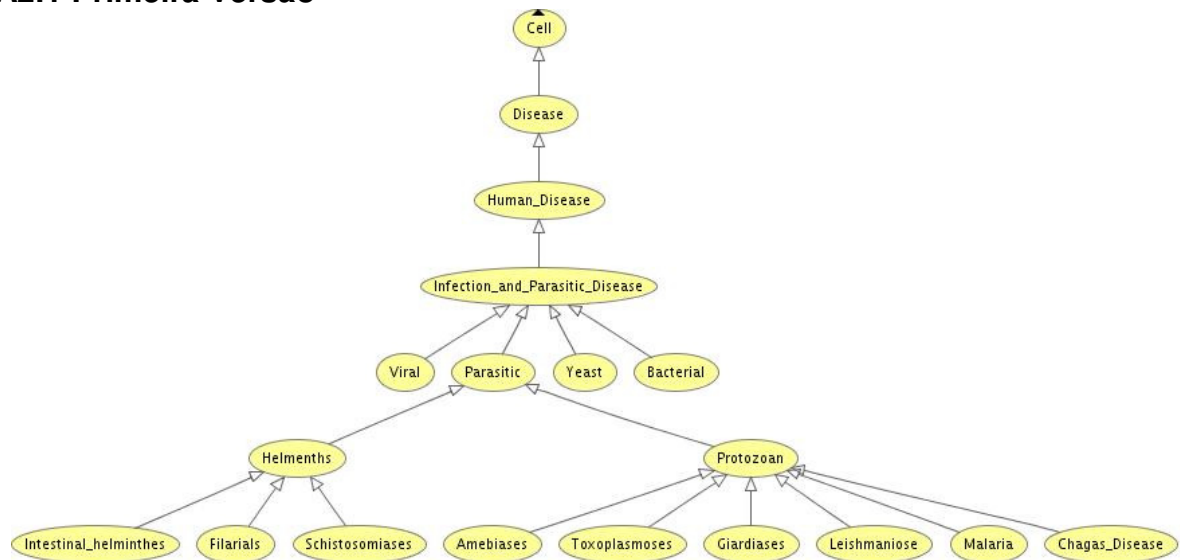 Cell
Disease
Human_Disease
Infection_and_Parasitic_Disease
Viral Parasitic Yeast Bacterial
Helmenths Protozoan
Intestinal_helminthes Filarials Schistosomiases Amebiases Toxoplasmoses Giardiases Leishmaniose Malaria Chagas_Disease